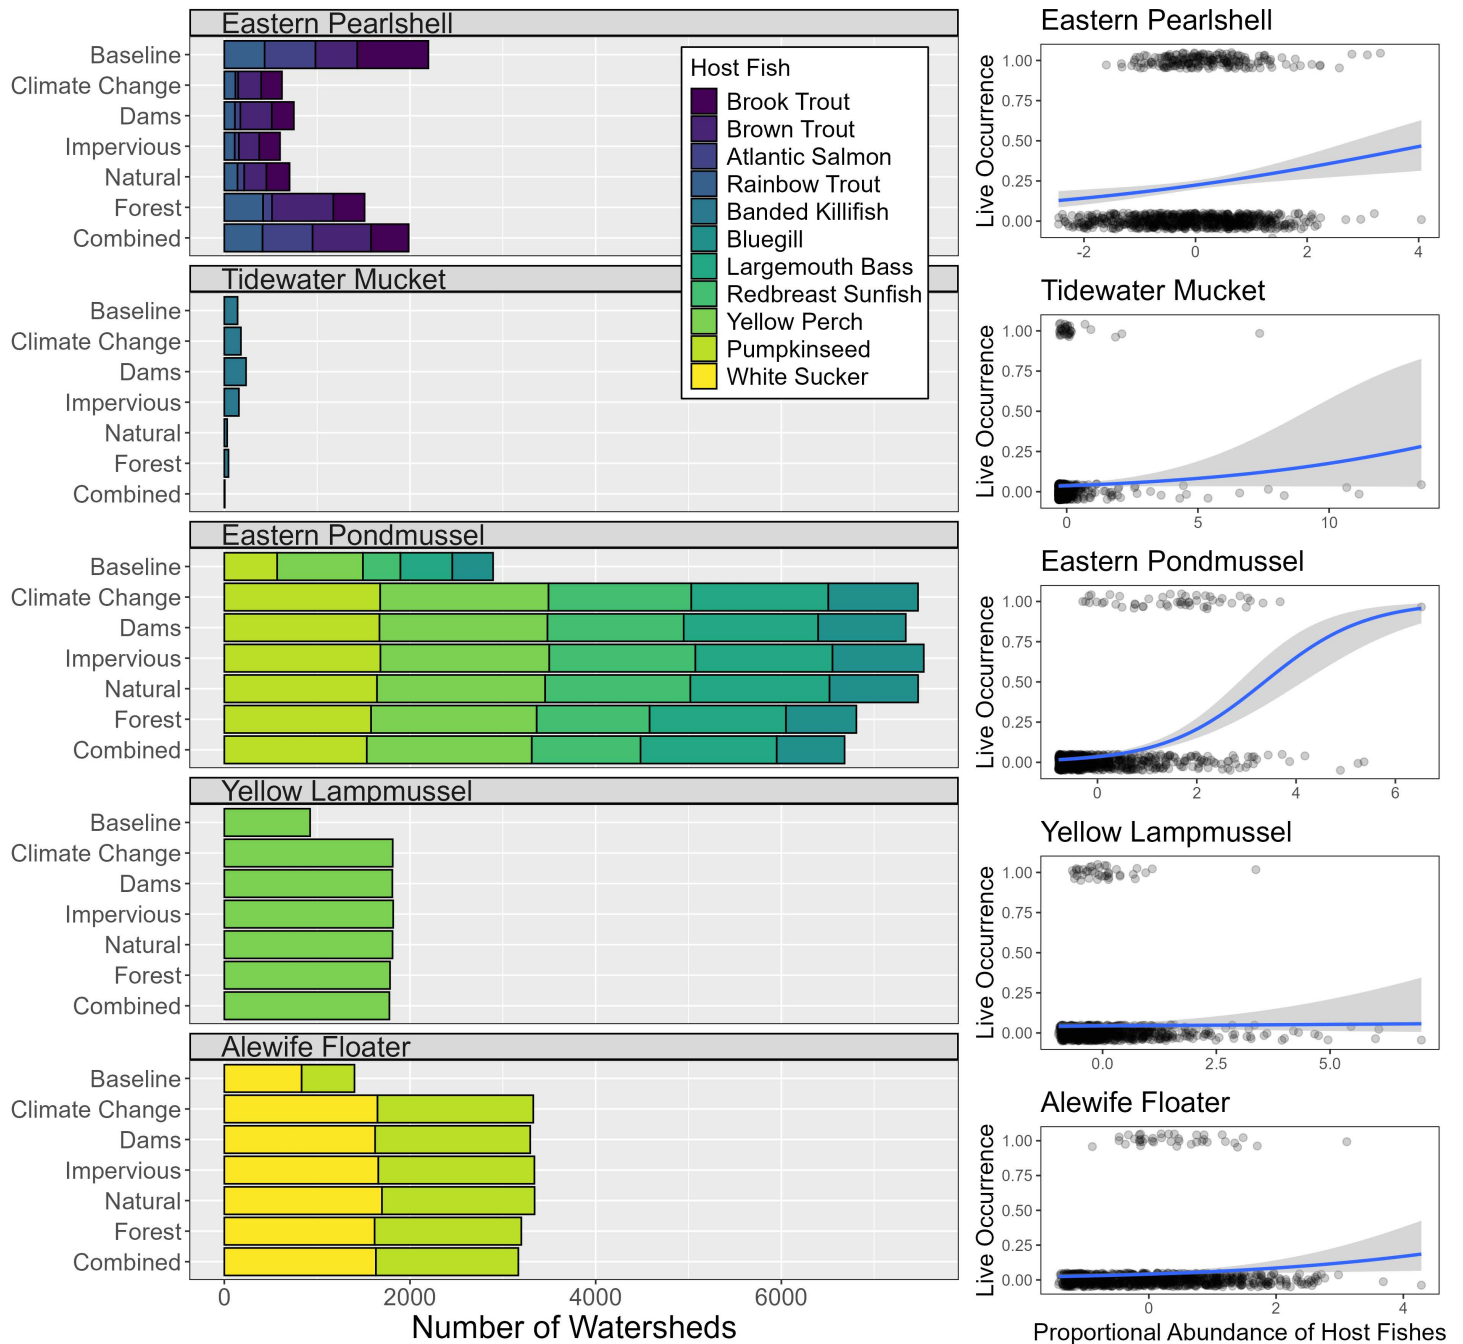 Eastern Pearlshell
Baseline
Climate Change
Dams
Impervious
Natural
Forest
Combined
Host Fish
Brook Trout
Brown Trout
Atlantic Salmon
Rainbow Trout
Banded Killifish
Bluegill
Largemouth Bass
Redbreast Sunfish
Yellow Perch
Pumpkinseed
White Sucker
Tidewater Mucket
Baseline
Climate Change
Dams
Impervious
Natural
Forest
Combined
Eastern Pondmussel
Baseline
Climate Change
Dams
Impervious
Natural
Forest
Combined
Yellow Lampmussel
Baseline
Climate Change
Dams
Impervious
Natural
Forest
Combined
Alewife Floater
Baseline
Climate Change
Dams
Impervious
Natural
Forest
Combined
0 2000 4000 6000
Number of Watersheds
Eastern Pearlshell
Live Occurrence
1.00
0.75
0.50
0.25
0.00
-2 0 2 4
Tidewater Mucket
Live Occurrence
1.00
0.75
0.50
0.25
0.00
0 5 10
Eastern Pondmussel
Live Occurrence
1.00
0.75
0.50
0.25
0.00
0 2 4 6
Yellow Lampmussel
Live Occurrence
1.00
0.75
0.50
0.25
0.00
0.0 2.5 5.0
Alewife Floater
Live Occurrence
1.00
0.75
0.50
0.25
0.00
0 2 4
Proportional Abundance of Host Fishes